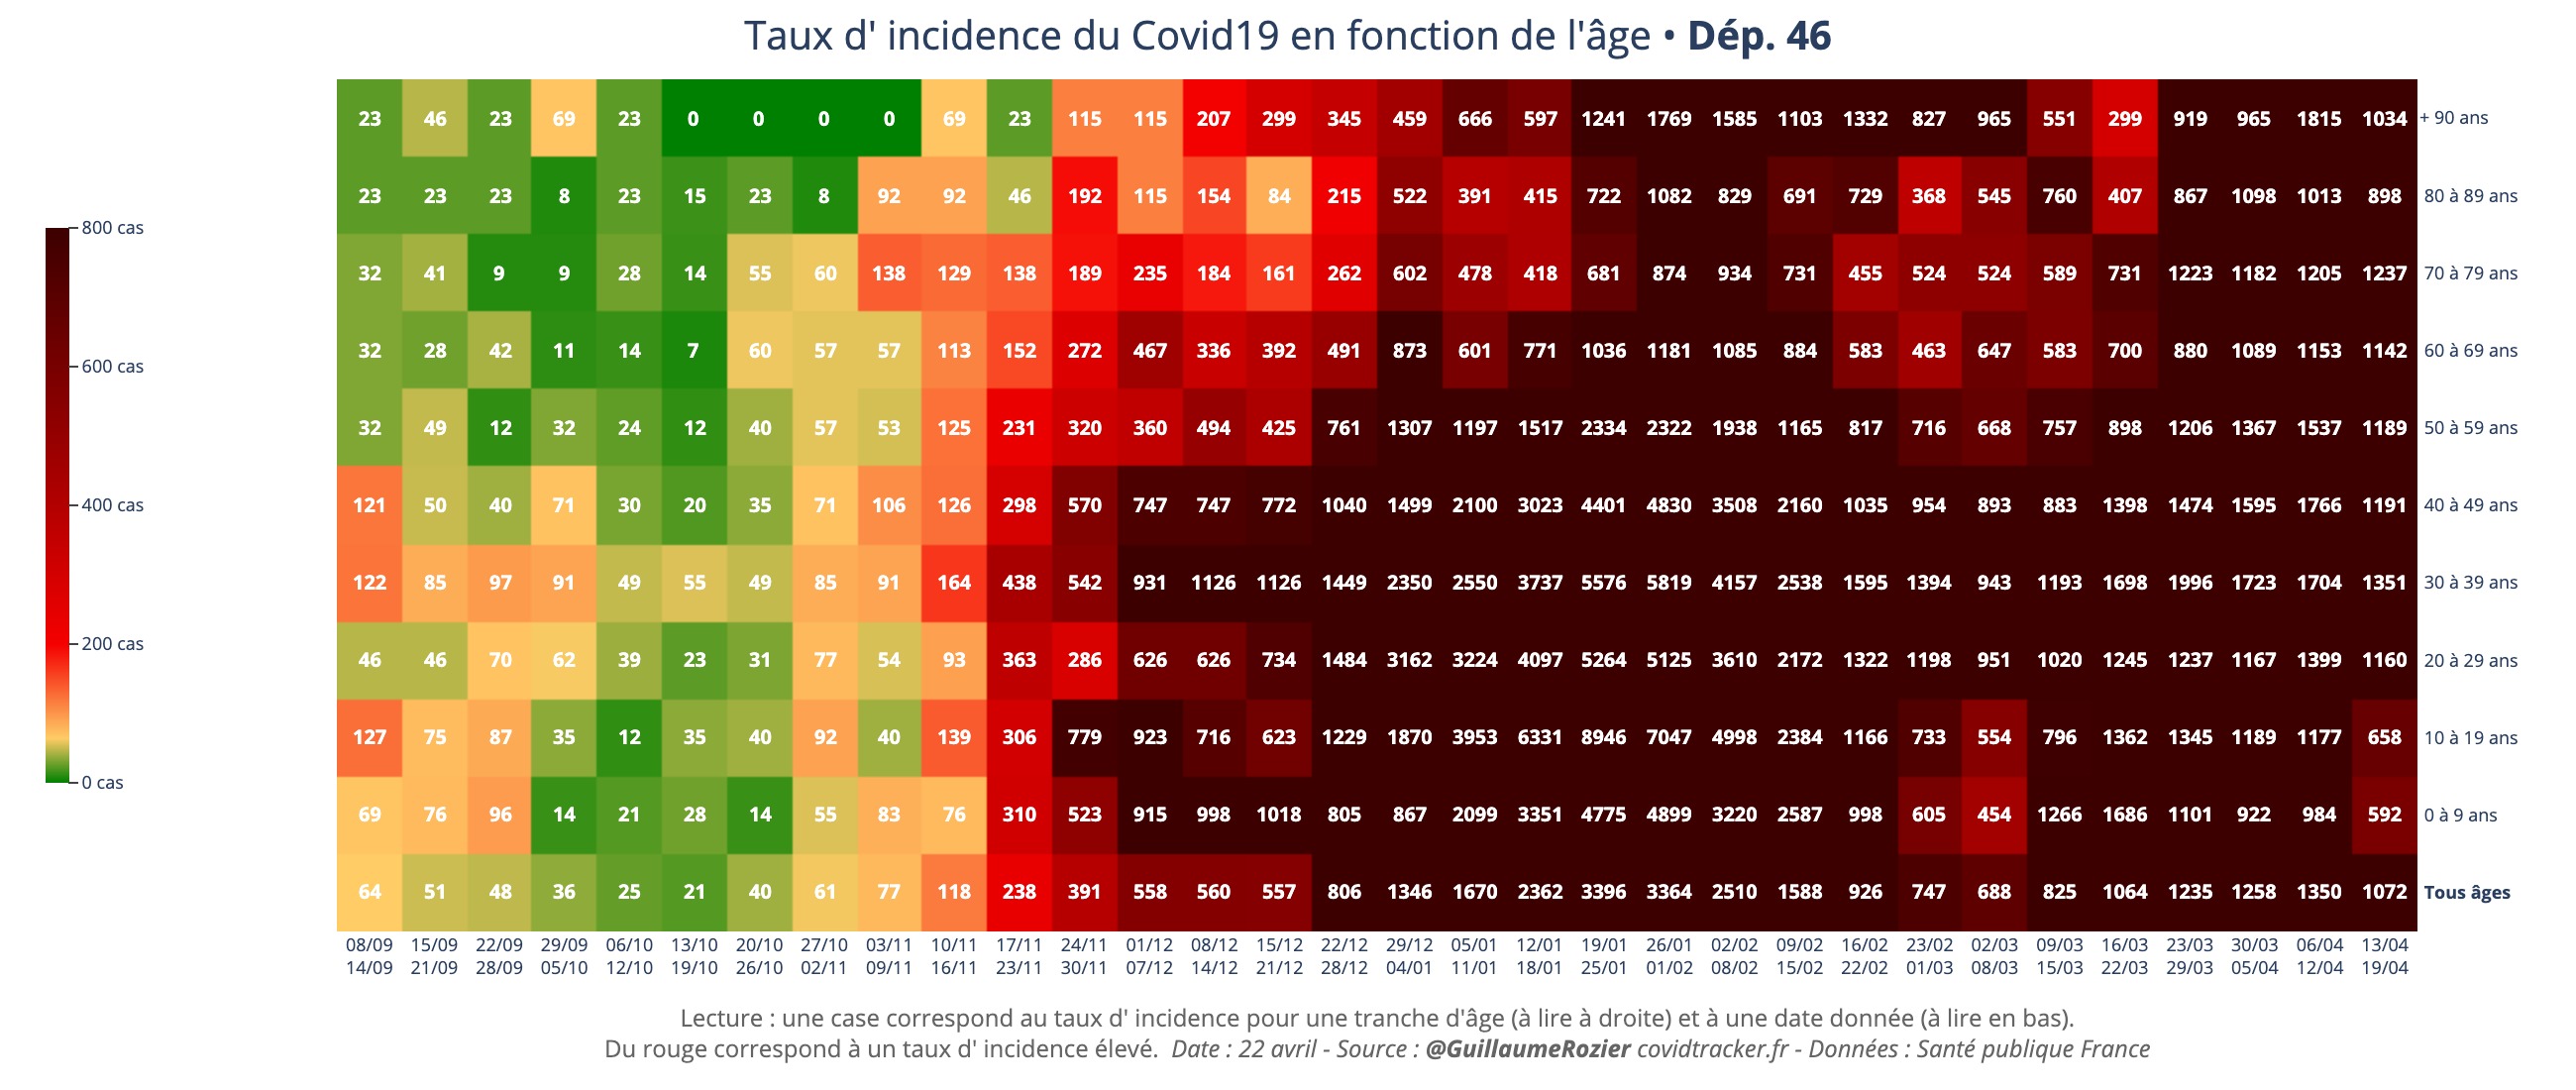 Taux d' incidence du Covid19 en fonction de l'âge • Dép. 46
800 cas
600 cas
400 cas
200 cas
0 cas
23 46 23 69 23 0 0 0 0 69 23 115 115 207 299 345 459 666 597 1241 1769 1585 1103 1332 827 965 551 299 919 965 1815 1034 + 90 ans
23 23 23 8 23 15 23 8 92 92 46 192 115 154 84 215 522 391 415 722 1082 829 691 729 368 545 760 407 867 1098 1013 898 80 à 89 ans
32 41 9 9 28 14 55 60 138 129 138 189 235 184 161 262 602 478 418 681 874 934 731 455 524 524 589 731 1223 1182 1205 1237 70 à 79 ans
32 28 42 11 14 7 60 57 57 113 152 272 467 336 392 491 873 601 771 1036 1181 1085 884 583 463 647 583 700 880 1089 1153 1142 60 à 69 ans
32 49 12 32 24 12 40 57 53 125 231 320 360 494 425 761 1307 1197 1517 2334 2322 1938 1165 817 716 668 757 898 1206 1367 1537 1189 50 à 59 ans
121 50 40 71 30 20 35 71 106 126 298 570 747 747 772 1040 1499 2100 3023 4401 4830 3508 2160 1035 954 893 883 1398 1474 1595 1766 1191 40 à 49 ans
122 85 97 91 49 55 49 85 91 164 438 542 931 1126 1126 1449 2350 2550 3737 5576 5819 4157 2538 1595 1394 943 1193 1698 1996 1723 1704 1351 30 à 39 ans
46 46 70 62 39 23 31 77 54 93 363 286 626 626 734 1484 3162 3224 4097 5264 5125 3610 2172 1322 1198 951 1020 1245 1237 1167 1399 1160 20 à 29 ans
127 75 87 35 12 35 40 92 40 139 306 779 923 716 623 1229 1870 3953 6331 8946 7047 4998 2384 1166 733 554 796 1362 1345 1189 1177 658 10 à 19 ans
69 76 96 14 21 28 14 55 83 76 310 523 915 998 1018 805 867 2099 3351 4775 4899 3220 2587 998 605 454 1266 1686 1101 922 984 592 0 à 9 ans
64 51 48 36 25 21 40 61 77 118 238 391 558 560 557 806 1346 1670 2362 3396 3364 2510 1588 926 747 688 825 1064 1235 1258 1350 1072 Tous âges
08/09 15/09 22/09 29/09 06/10 13/10 20/10 27/10 03/11 10/11 17/11 24/11 01/12 08/12 15/12 22/12 29/12 05/01 12/01 19/01 26/01 02/02 09/02 16/02 23/02 02/03 09/03 16/03 23/03 30/03 06/04 13/04
14/09 21/09 28/09 05/10 12/10 19/10 26/10 02/11 09/11 16/11 23/11 30/11 07/12 14/12 21/12 28/12 04/01 11/01 18/01 25/01 01/02 08/02 15/02 22/02 01/03 08/03 15/03 22/03 29/03 05/04 12/04 19/04
Lecture : une case correspond au taux d' incidence pour une tranche d'âge (à lire à droite) et à une date donnée (à lire en bas).
Du rouge correspond à un taux d' incidence élevé. Date : 22 avril - Source : @GuillaumeRozier covidtracker.fr - Données : Santé publique France